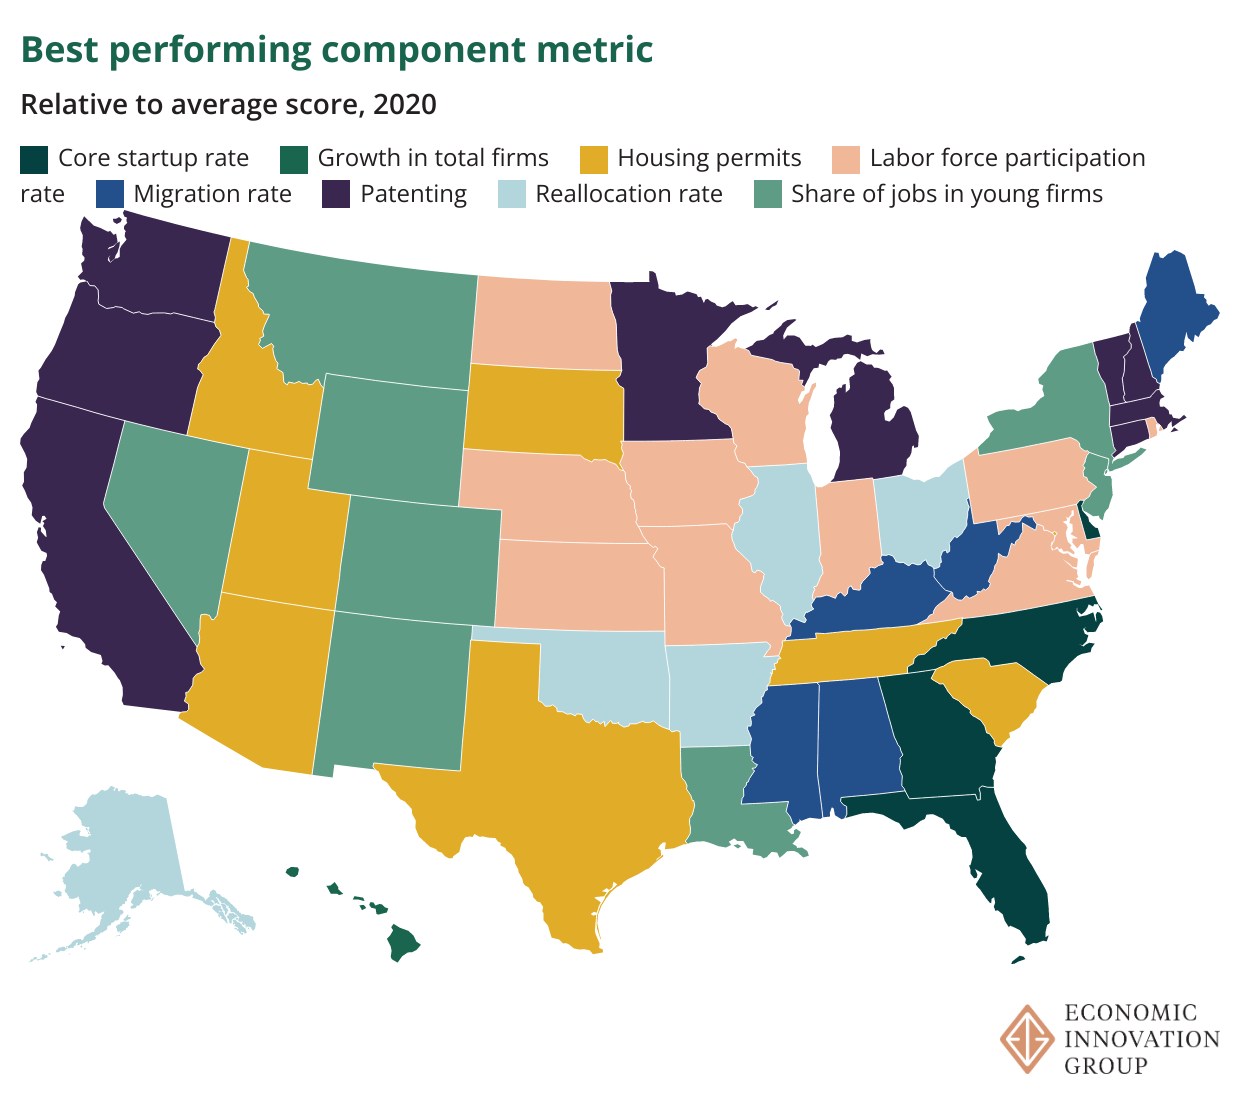 Best performing component metric
Relative to average score, 2020
Core startup rate Growth in total firms Housing permits Labor force participation
rate Migration rate Patenting Reallocation rate Share of jobs in young firms
ECONOMIC
INNOVATION
GROUP